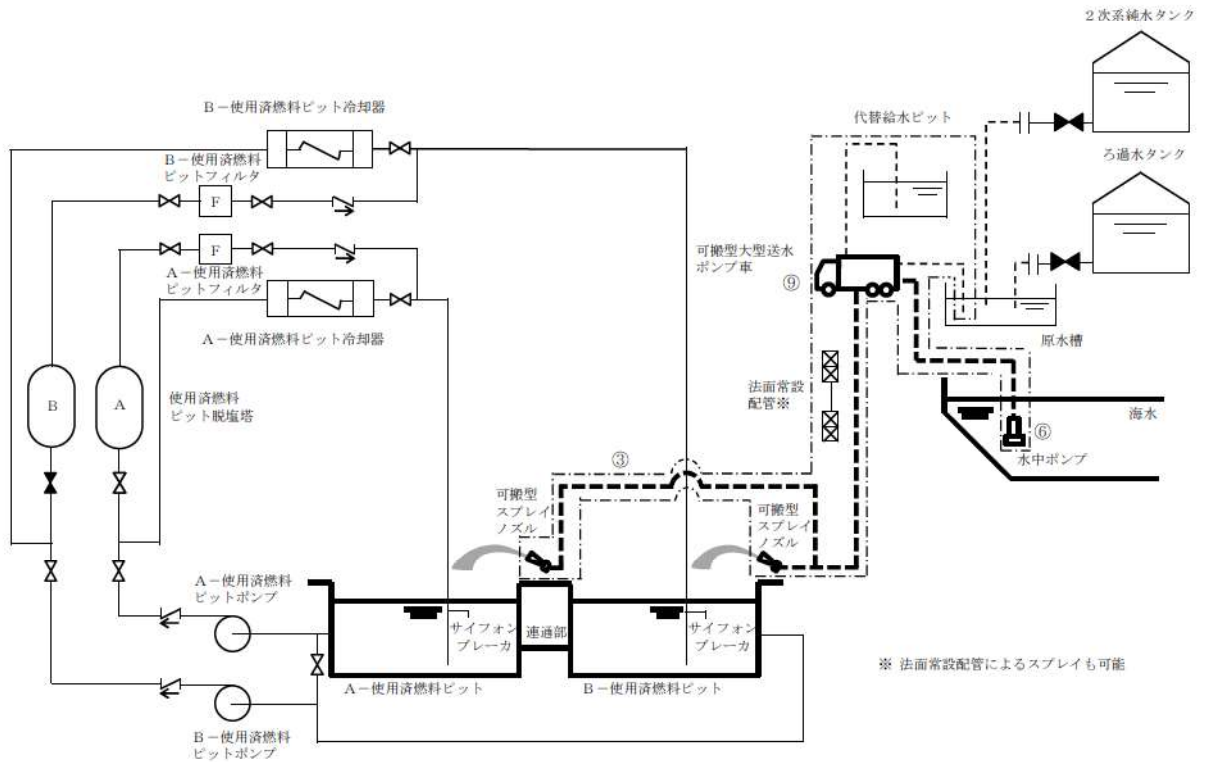 ２次系純水タンク
Ｂ－使用済燃料ピット冷却器
代替給水ピット
Ｂ－使用済燃料
ピットフィルタ
ろ過水タンク
F
可搬型大型送水
ポンプ車
F
Ａ－使用済燃料
ピットフィルタ
⑨
Ａ－使用済燃料ピット冷却器
原水槽
B
A
使用済燃料
ピット脱塩塔
法面常設
配管※
海水
⑥
水中ポンプ
③
可搬型
スプレイ
ノズル
可搬型
スプレイ
ノズル
Ａ－使用済燃料
ピットポンプ
サイフォン
ブレーカ
連通部
サイフォン
ブレーカ
※ 法面常設配管によるスプレイも可能
Ａ－使用済燃料ピット
Ｂ－使用済燃料ピット
Ｂ－使用済燃料
ピットポンプ